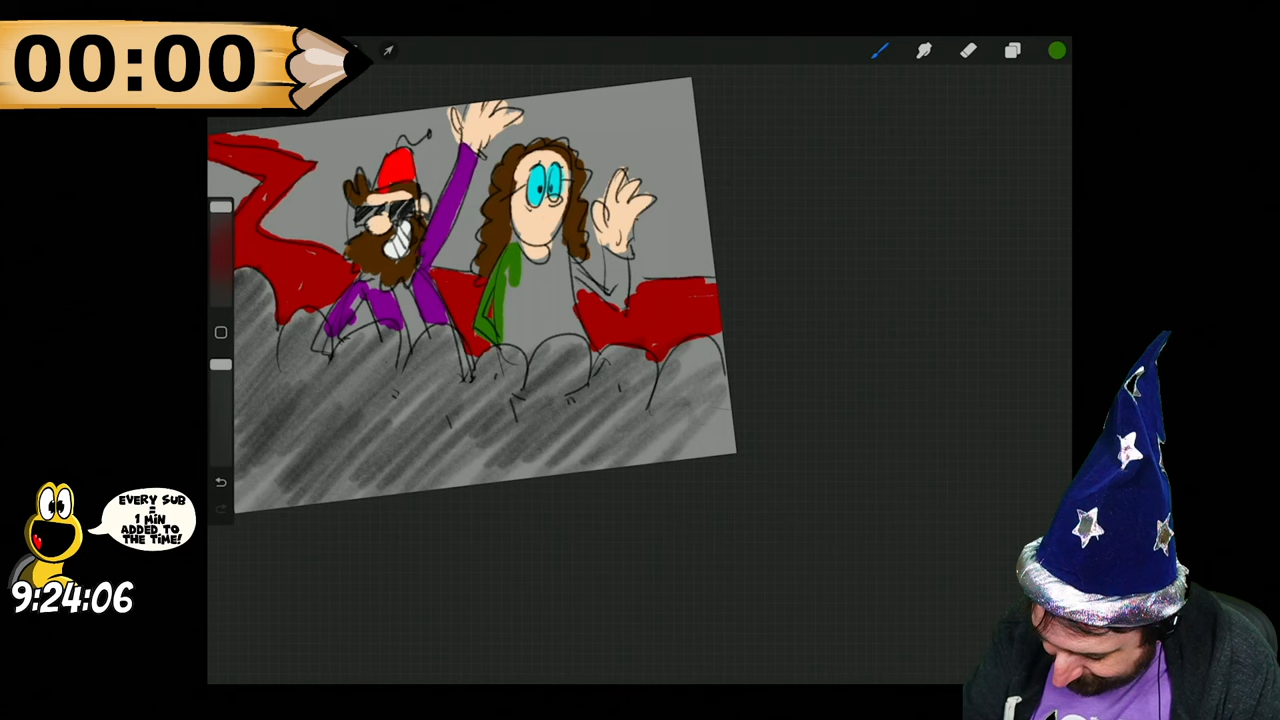 00:00
EVERY SUB
=
1 MIN
ADDED TO
THE TIME!
9:24:06